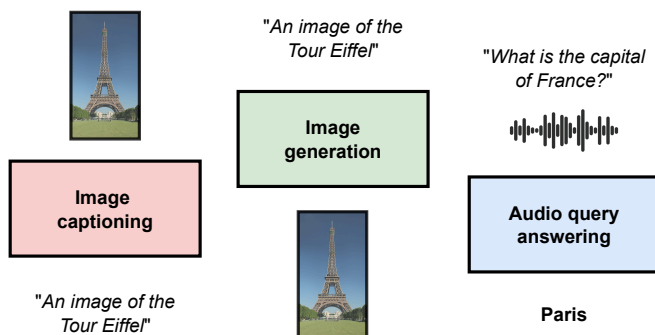 "An image of the
Tour Eiffel"
"What is the capital
of France?"
Image
generation
Image
captioning
Audio query
answering
"An image of the
Tour Eiffel"
Paris